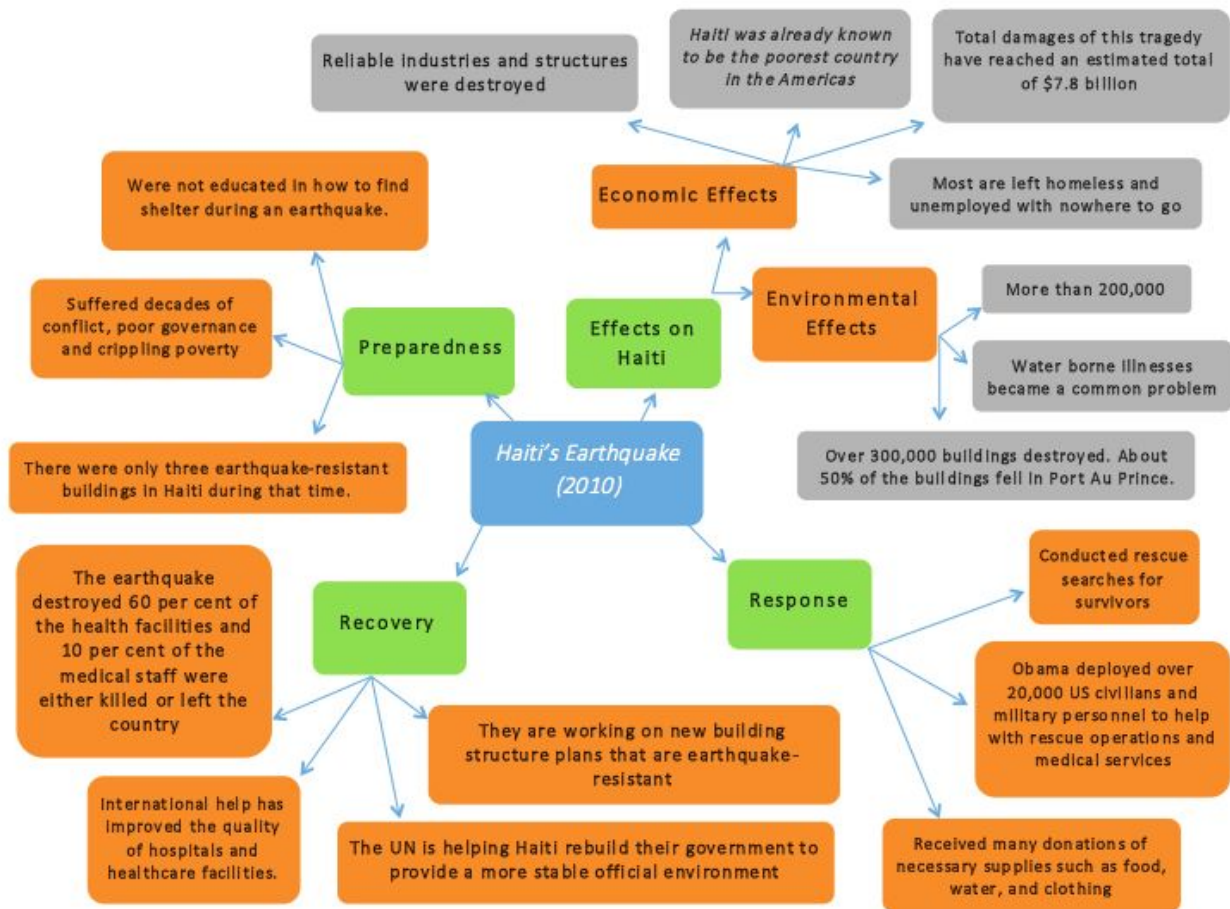 Reliable industries and structures
were destroyed
Haiti was already known
to be the poorest country
in the Americas
Total damages of this tragedy
have reached an estimated total
of $7.8 billion
Were not educated in how to find
shelter during an earthquake.
Economic Effects
Most are left homeless and
unemployed with nowhere to go
Suffered decades of
conflict, poor governance
and crippling poverty
Preparedness
Effects on
Haiti
Environmental
Effects
More than 200,000
Water borne illnesses
became a common problem
There were only three earthquake-resistant
buildings in Haiti during that time.
Haiti's Earthquake
(2010)
Over 300,000 buildings destroyed. About
50% of the buildings fell in Port Au Prince.
The earthquake
destroyed 60 per cent of
the health facilities and
10 per cent of the
medical staff were
either killed or left the
country
Recovery
Response
Conducted rescue
searches for
survivors
Obama deployed over
20,000 US civilians and
military personnel to help
with rescue operations and
medical services
They are working on new building
structure plans that are earthquake-
resistant
International help has
improved the quality
of hospitals and
healthcare facilities.
The UN is helping Haiti rebuild their government to
provide a more stable official environment
Received many donations of
necessary supplies such as food,
water, and clothing